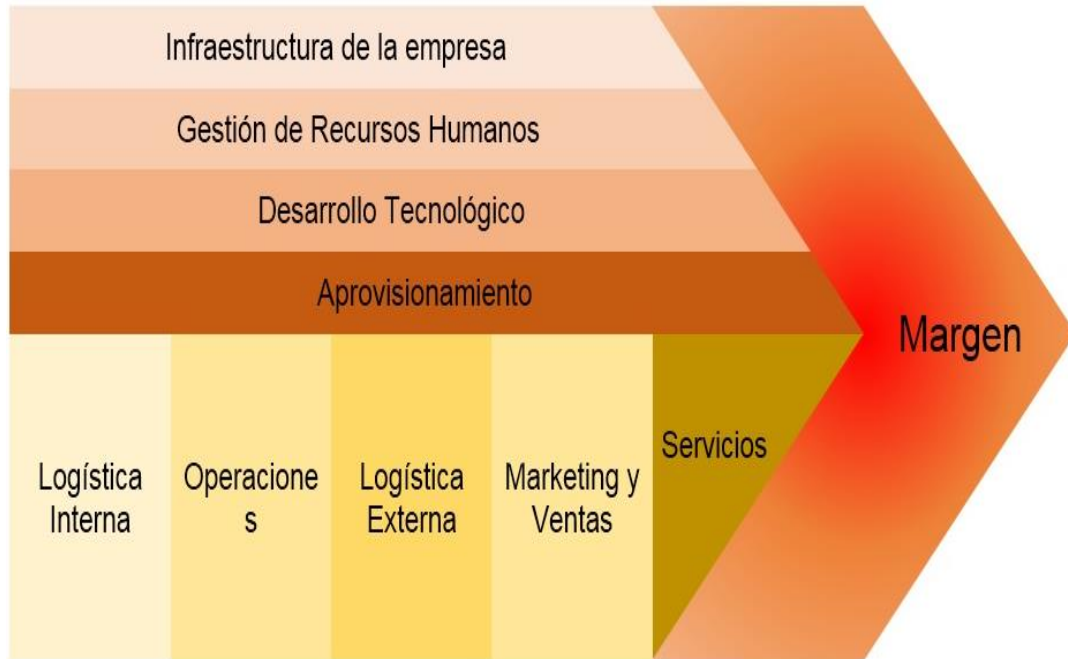 Infraestructura de la empresa
Gestión de Recursos Humanos
Desarrollo Tecnológico
Aprovisionamiento
Margen
Logística
Interna
Operacione
s
Logística
Externa
Marketing y
Ventas
Servicios